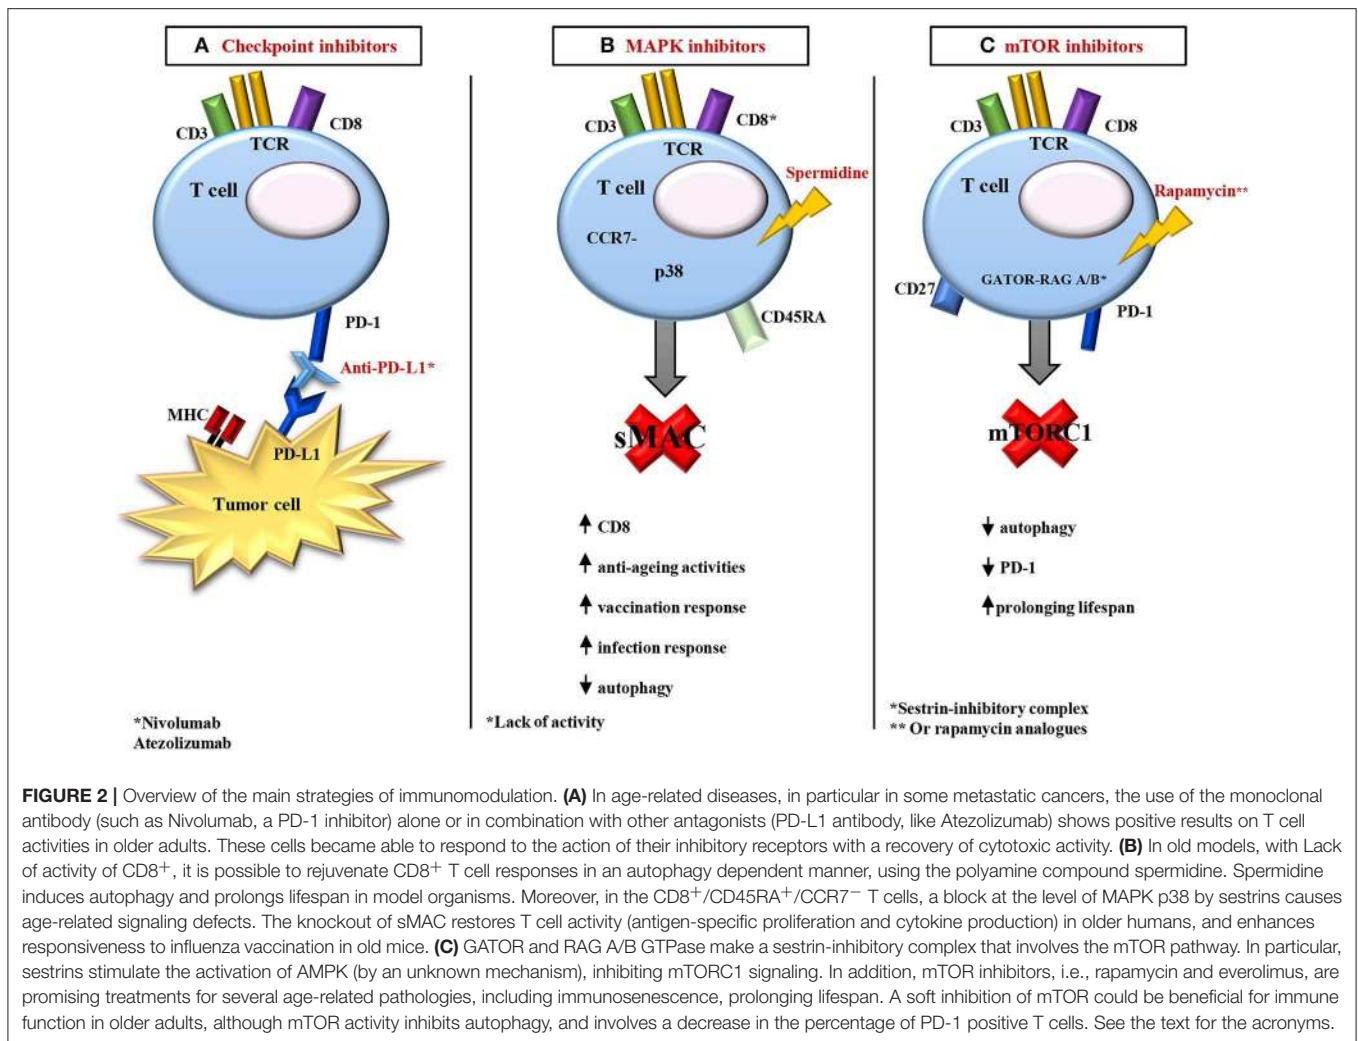 A Checkpoint inhibitors
CD3
TCR
CD8
T cell
PD-1
Anti-PD-L1*
MHC
PD-L1
Tumor cell
*Nivolumab
Atezolizumab
B MAPK inhibitors
CD3
TCR
CD8*
T cell
Spermidine
CCR7-
p38
CD45RA
sMAC
CD8
anti-ageing activities
vaccination response
infection response
autophagy
*Lack of activity
C mTOR inhibitors
CD3
TCR
CD8
T cell
Rapamycin**
GATOR-RAG A/B*
CD27
PD-1
mTORC1
autophagy
PD-1
prolonging lifespan
*Sestrin-inhibitory complex
** Or rapamycin analogues
FIGURE 2 | Overview of the main strategies of immunomodulation. (A) In age-related diseases, in particular in some metastatic cancers, the use of the monoclonal
antibody (such as Nivolumab, a PD-1 inhibitor) alone or in combination with other antagonists (PD-L1 antibody, like Atezolizumab) shows positive results on T cell
activities in older adults. These cells became able to respond to the action of their inhibitory receptors with a recovery of cytotoxic activity. (B) In old models, with Lack
of activity of CD8+, it is possible to rejuvenate CD8+ T cell responses in an autophagy dependent manner, using the polyamine compound spermidine. Spermidine
induces autophagy and prolongs lifespan in model organisms. Moreover, in the CD8+/CD45RA+/CCR7− T cells, a block at the level of MAPK p38 by sestrins causes
age-related signaling defects. The knockout of sMAC restores T cell activity (antigen-specific proliferation and cytokine production) in older humans, and enhances
responsiveness to influenza vaccination in old mice. (C) GATOR and RAG A/B GTPase make a sestrin-inhibitory complex that involves the mTOR pathway. In particular,
sestrins stimulate the activation of AMPK (by an unknown mechanism), inhibiting mTORC1 signaling. In addition, mTOR inhibitors, i.e., rapamycin and everolimus, are
promising treatments for several age-related pathologies, including immunosenescence, prolonging lifespan. A soft inhibition of mTOR could be beneficial for immune
function in older adults, although mTOR activity inhibits autophagy, and involves a decrease in the percentage of PD-1 positive T cells. See the text for the acronyms.